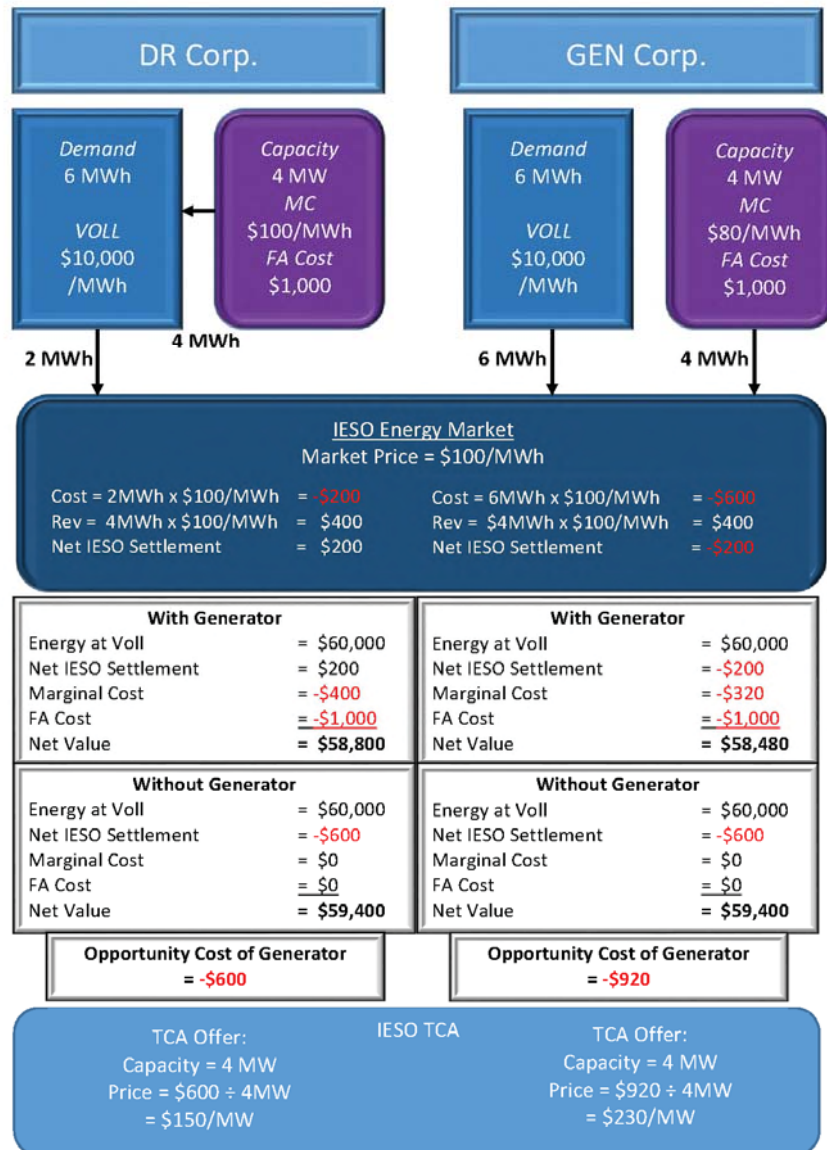 DR Corp.
GEN Corp.
Demand
6 MWh
VOLL
$10,000
/MWh
Capacity
4 MW
MC
$100/MWh
FA Cost
$1,000
Demand
6 MWh
VOLL
$10,000
/MWh
Capacity
4 MW
MC
$80/MWh
FA Cost
$1,000
4 MWh
2 MWh
6 MWh
4 MWh
IESO Energy Market
Market Price = $100/MWh
Cost = 2MWh x $100/MWh = -$200
Rev = 4MWh x $100/MWh = $400
Net IESO Settlement = $200
Cost = 6MWh x $100/MWh = -$600
Rev = $4MWh x $100/MWh = $400
Net IESO Settlement = -$200
With Generator
Energy at Voll = $60,000
Net IESO Settlement = $200
Marginal Cost = -$400
FA Cost = -$1,000
Net Value = $58,800
With Generator
Energy at Voll = $60,000
Net IESO Settlement = -$200
Marginal Cost = -$320
FA Cost = -$1,000
Net Value = $58,480
Without Generator
Energy at Voll = $60,000
Net IESO Settlement = -$600
Marginal Cost = $0
FA Cost = $0
Net Value = $59,400
Without Generator
Energy at Voll = $60,000
Net IESO Settlement = -$600
Marginal Cost = $0
FA Cost = $0
Net Value = $59,400
Opportunity Cost of Generator
= -$600
Opportunity Cost of Generator
= -$920
IESO TCA
TCA Offer:
Capacity = 4 MW
Price = $600 ÷ 4MW
= $150/MW
TCA Offer:
Capacity = 4 MW
Price = $920 ÷ 4MW
= $230/MW